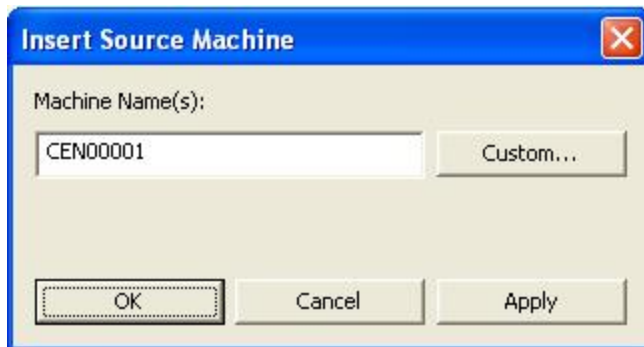 Insert Source Machine
Machine Name(s):
CEN00001
Custom...
OK
Cancel
Apply